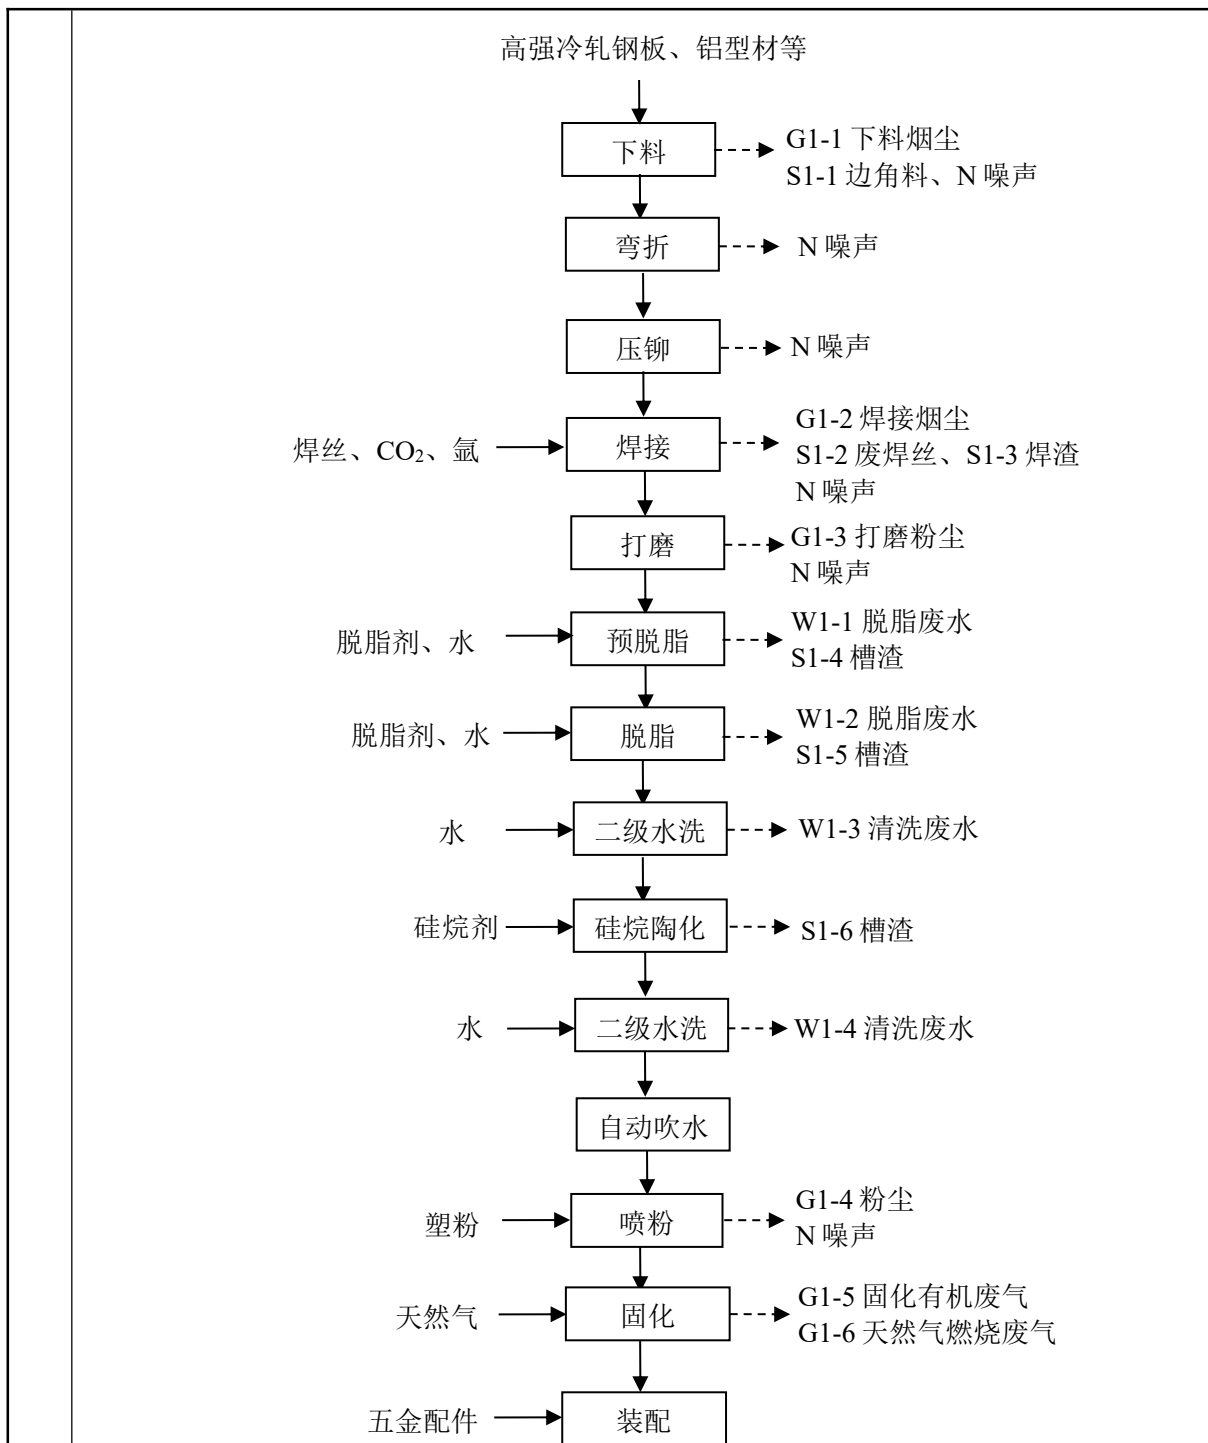 高强冷轧钢板、铝型材等
下料
G1-1 下料烟尘
S1-1 边角料、N 噪声
弯折
N 噪声
压铆
N 噪声
焊丝、CO₂、氩
焊接
G1-2 焊接烟尘
S1-2 废焊丝、S1-3 焊渣
N 噪声
打磨
G1-3 打磨粉尘
N 噪声
脱脂剂、水
预脱脂
W1-1 脱脂废水
S1-4 槽渣
脱脂剂、水
脱脂
W1-2 脱脂废水
S1-5 槽渣
水
二级水洗
W1-3 清洗废水
硅烷剂
硅烷陶化
S1-6 槽渣
水
二级水洗
W1-4 清洗废水
自动吹水
塑粉
喷粉
G1-4 粉尘
N 噪声
天然气
固化
G1-5 固化有机废气
G1-6 天然气燃烧废气
五金配件
装配